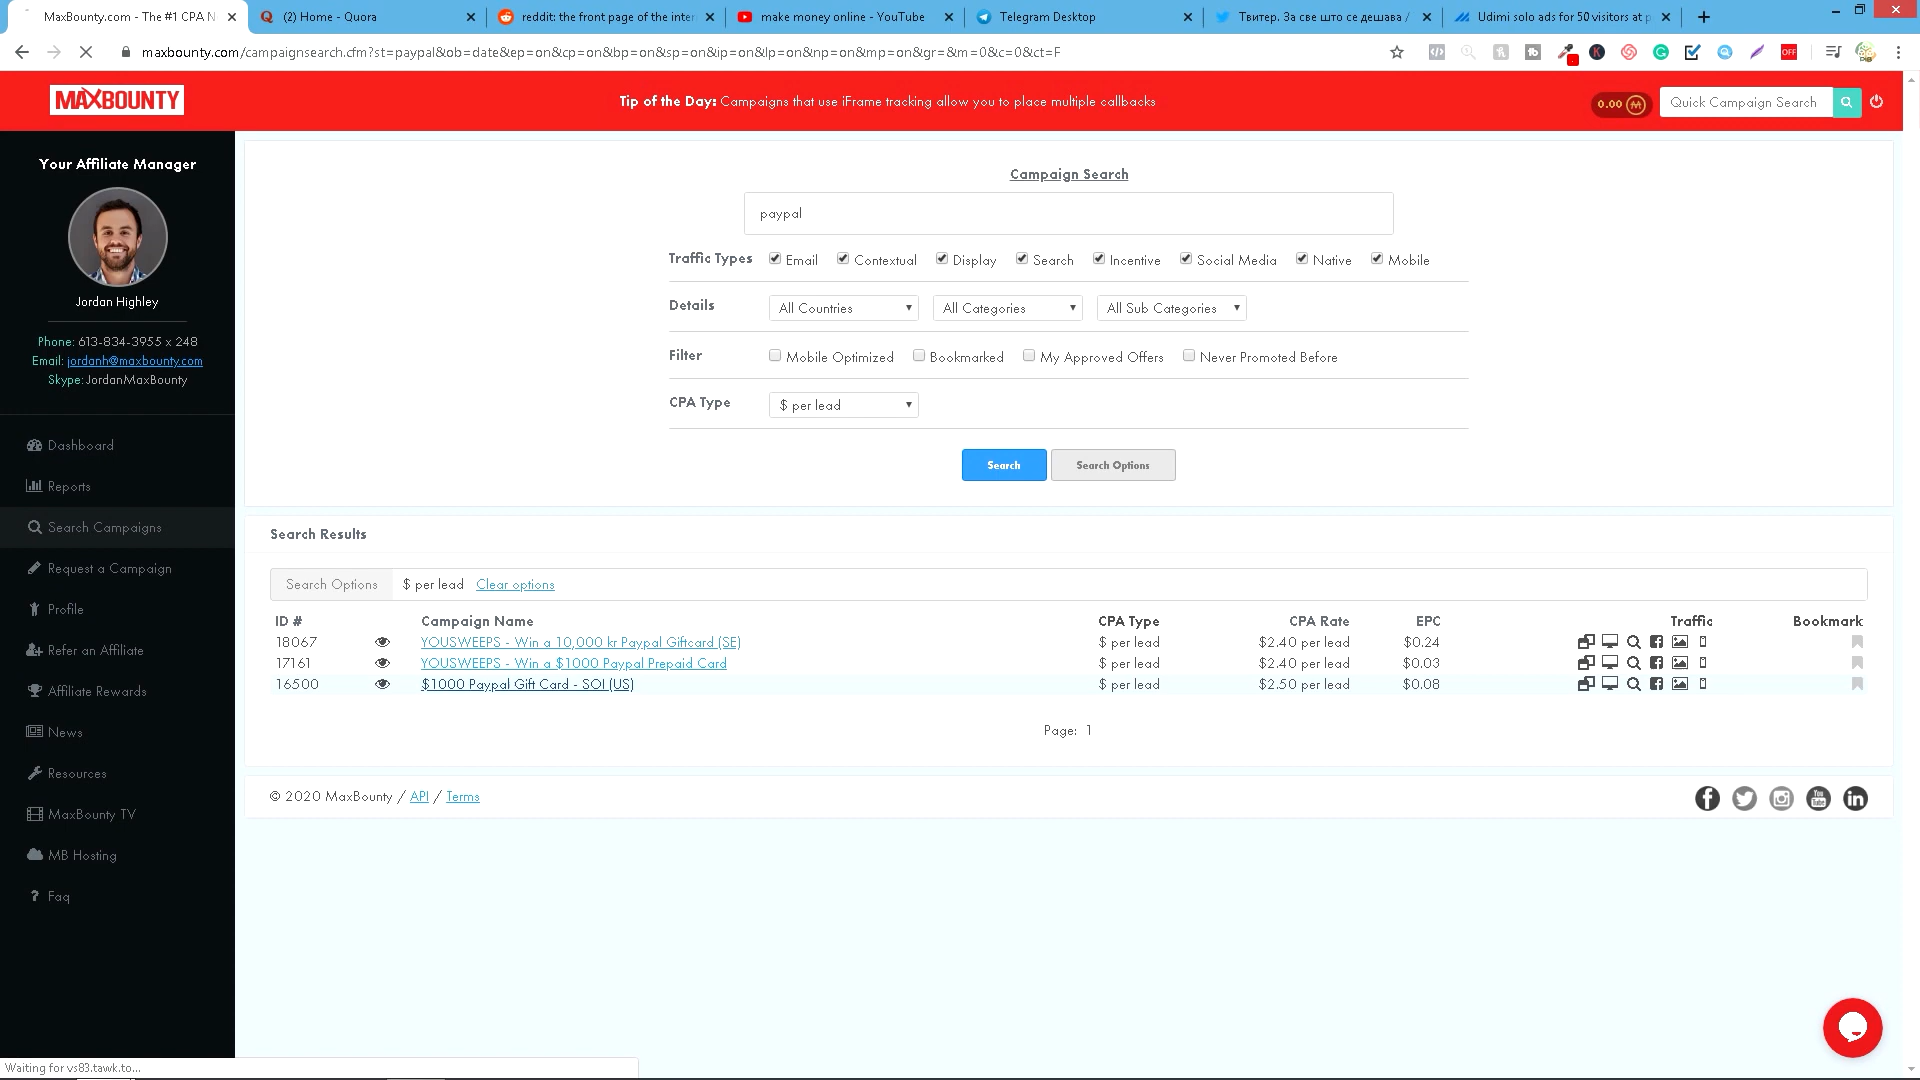 MaxBounty.com - The #1 CPA N
(2) Home - Quora
reddit: the front page of the inter
make money online - YouTube
Telegram Desktop
Твитер. За све што се дешава /
Udimi solo ads for 50 visitors at p
maxbounty.com/campaignsearch.cfm?st=paypal&ob=date&ep=on&cp=on&bp=on&sp=on&ip=on&lp=on&np=on&mp=on&gr=&m=0&c=0&ct=F
OFF
MAXBOUNTY
Tip of the Day: Campaigns that use iFrame tracking allow you to place multiple callbacks
0.00
Quick Campaign Search
Your Affiliate Manager
Jordan Highley
Phone: 613-834-3955 x 248
Email: jordanh@maxbounty.com
Skype: JordanMaxBounty
Dashboard
Reports
Search Campaigns
Request a Campaign
Profile
Refer an Affiliate
Affiliate Rewards
News
Resources
MaxBounty TV
MB Hosting
Faq
Campaign Search
paypal
Traffic Types Email Contextual Display Search Incentive Social Media Native Mobile
Details All Countries All Categories All Sub Categories
Filter Mobile Optimized Bookmarked My Approved Offers Never Promoted Before
CPA Type $ per lead
Search Search Options
Search Results
Search Options $ per lead Clear options
ID # Campaign Name CPA Type CPA Rate EPC Traffic Bookmark
18067 YOUSWEEPS - Win a 10,000 kr Paypal Giftcard (SE) $ per lead $2.40 per lead $0.24
17161 YOUSWEEPS - Win a $1000 Paypal Prepaid Card $ per lead $2.40 per lead $0.03
16500 $1000 Paypal Gift Card - SOI (US) $ per lead $2.50 per lead $0.08
Page: 1
© 2020 MaxBounty / API / Terms
Waiting for vs83.tawk.to...